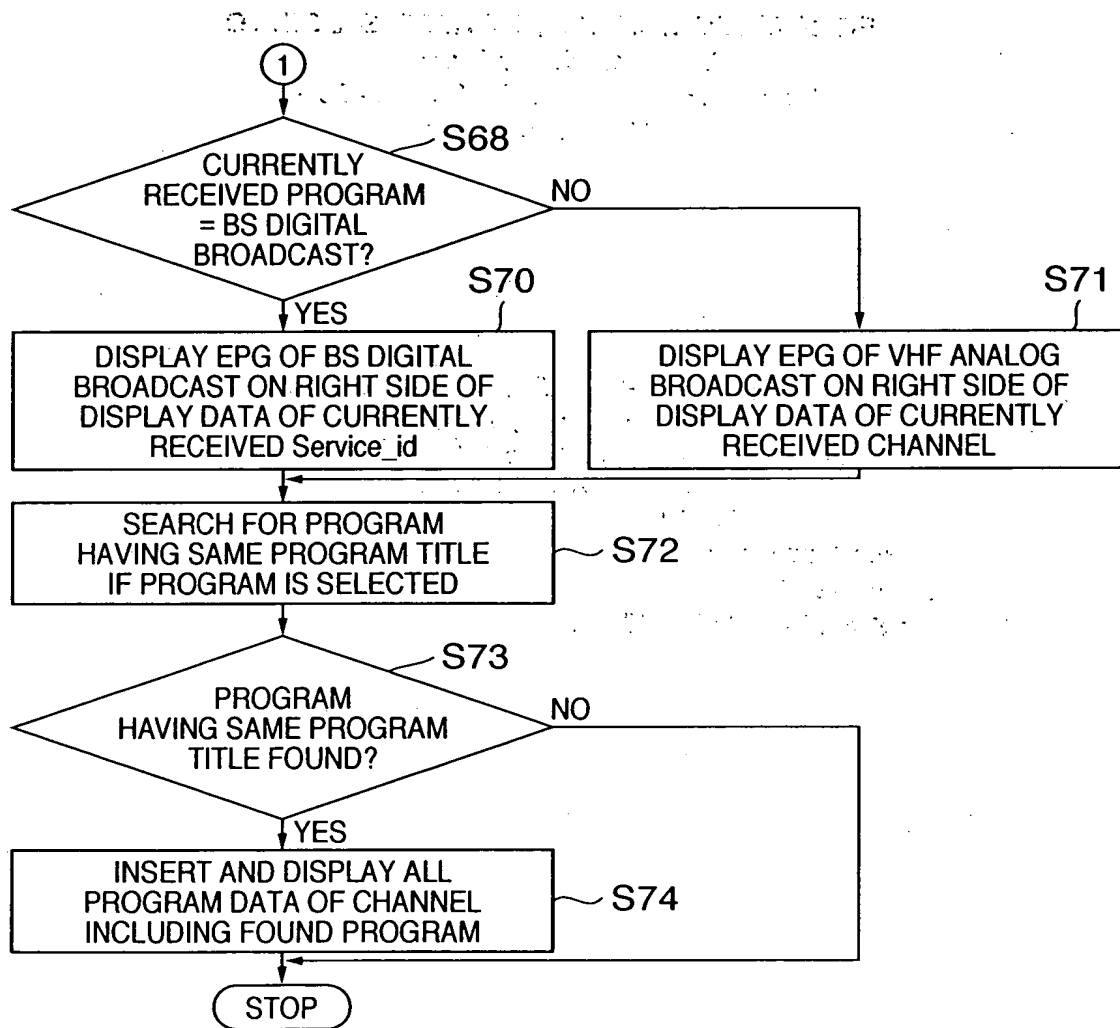 1
S68
CURRENTLY
RECEIVED PROGRAM
= BS DIGITAL
BROADCAST?
NO
YES
S70
DISPLAY EPG OF BS DIGITAL
BROADCAST ON RIGHT SIDE OF
DISPLAY DATA OF CURRENTLY
RECEIVED Service_id
S71
DISPLAY EPG OF VHF ANALOG
BROADCAST ON RIGHT SIDE OF
DISPLAY DATA OF CURRENTLY
RECEIVED CHANNEL
SEARCH FOR PROGRAM
HAVING SAME PROGRAM TITLE
IF PROGRAM IS SELECTED
S72
S73
PROGRAM
HAVING SAME PROGRAM
TITLE FOUND?
NO
YES
INSERT AND DISPLAY ALL
PROGRAM DATA OF CHANNEL
INCLUDING FOUND PROGRAM
S74
STOP